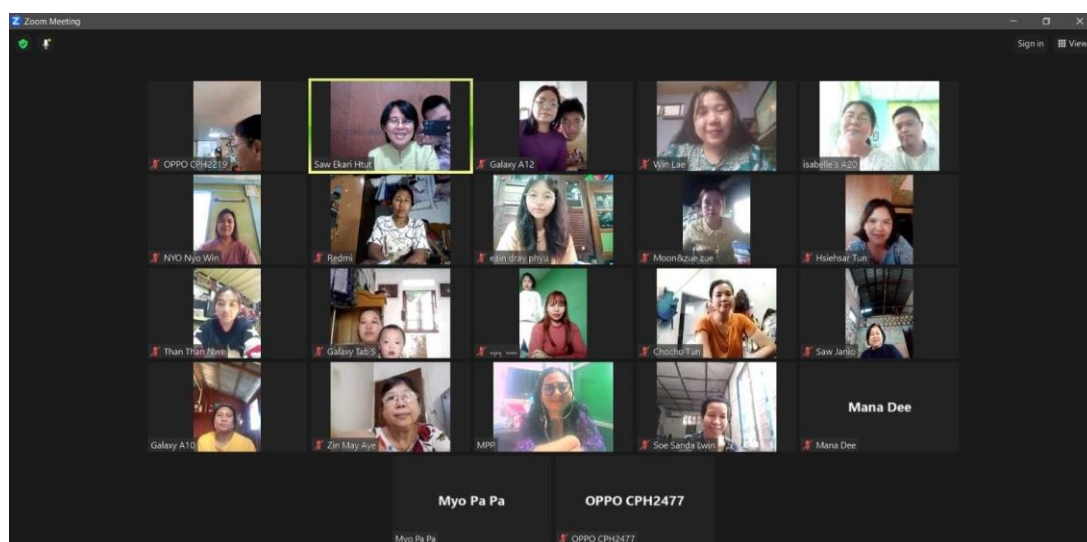 Zoom Meeting
Sign in View
OPPO CPH2219
Saw Ekari Htut
Galaxy A12
Win Lae
isabelle's A20
NYO Nyo Win
Redmi
eain dray phyu
Moon&zue zue
Hsiehsar Tun
Than Than Nwe
Galaxy Tab S
Chocho Tun
Saw Janio
Galaxy A10
Zin May Aye
MPP
Soe Sanda Lwin
Mana Dee
Mana Dee
Myo Pa Pa
OPPO CPH2477
Myo Pa Pa
OPPO CPH2477